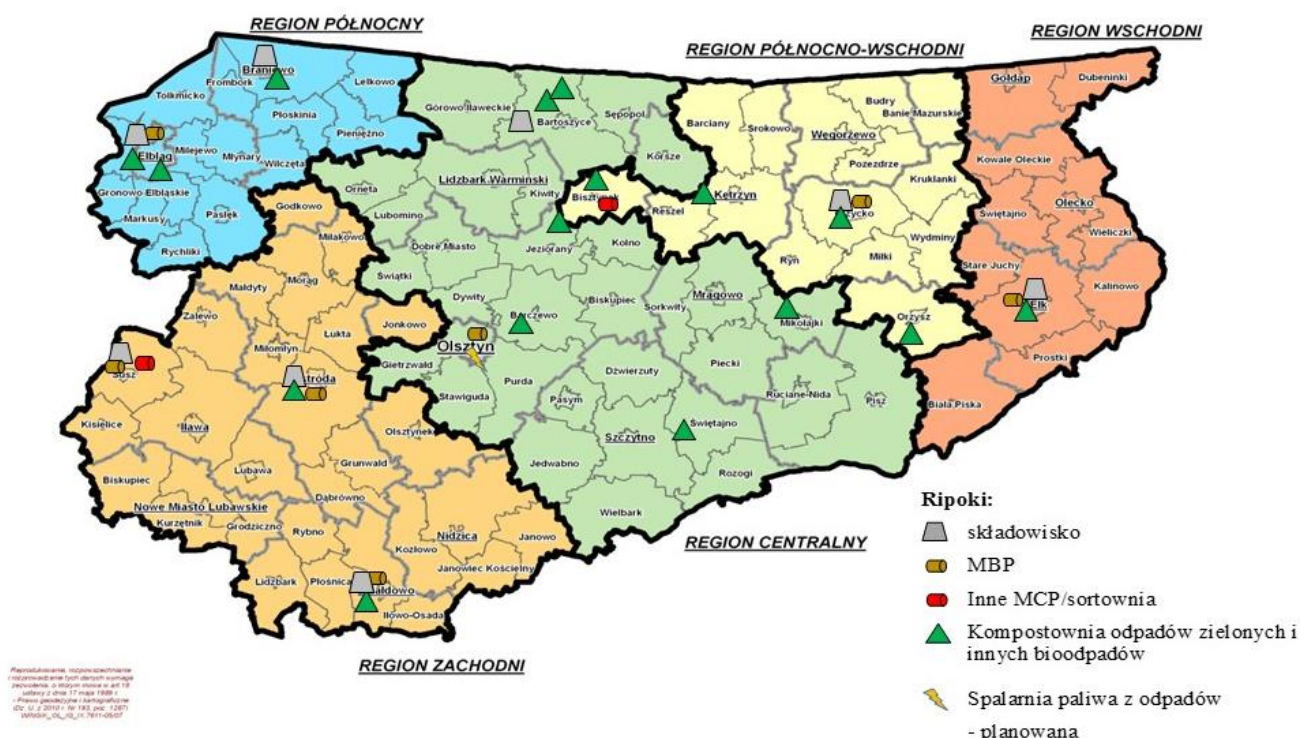 REGION PÓŁNOCNY
REGION WSCHODNI
REGION PÓŁNOCNO-WSCHODNI
Braniewo
Frombork
Lelkowo
Tolkmicko
Płoskinia
Pieniężno
Elbląg
Milejewo
Młynary
Wilczęta
Gronowo Elbląskie
Markusy
Pasłęk
Rychliki
Górowo Iławeckie
Bartoszyce
Sępopol
Korsze
Orneta
Lidzbark Warmiński
Kiwity
Lubomino
Dobre Miasto
Jeziorany
Kolno
Świątki
Dywity
Barczewo
Biskupiec
Sorkwity
Mrągowo
Mikołajki
Olsztyn
Gietrzwałd
Stawiguda
Purda
Pasym
Dźwierzuty
Piecki
Ruciane-Nida
Pisz
Szczytno
Świętajno
Jedwabno
Rozogi
Wielbark
Barciany
Srokowo
Budry
Banie Mazurskie
Węgorzewo
Pozezdrze
Kruklanki
Kętrzyn
Reszel
Wydminy
Ryn
Miłki
Orzysz
Gołdap
Dubeninki
Kowale Oleckie
Świętajno
Olecko
Wieliczki
Stare Juchy
Kalinowo
Ełk
Prostki
Biała Piska
Godkowo
Miłakowo
Małdyty
Morąg
Zalewo
Łukta
Jonkowo
Miłomłyn
Susz
Kisielice
Iława
Olsztynek
Grunwald
Lubawa
Dąbrówno
Biskupiec
Nowe Miasto Lubawskie
Kurzętnik
Grodziczno
Rybno
Nidzica
Kozłowo
Janowo
Janowiec Kościelny
Lidzbark
Płośnica
Iłowo-Osada
REGION CENTRALNY
REGION ZACHODNI
Ripoki:
składowisko
MBP
Inne MCP/sortownia
Kompostownia odpadów zielonych i
innych bioodpadów
Spalarnia paliwa z odpadów
- planowana